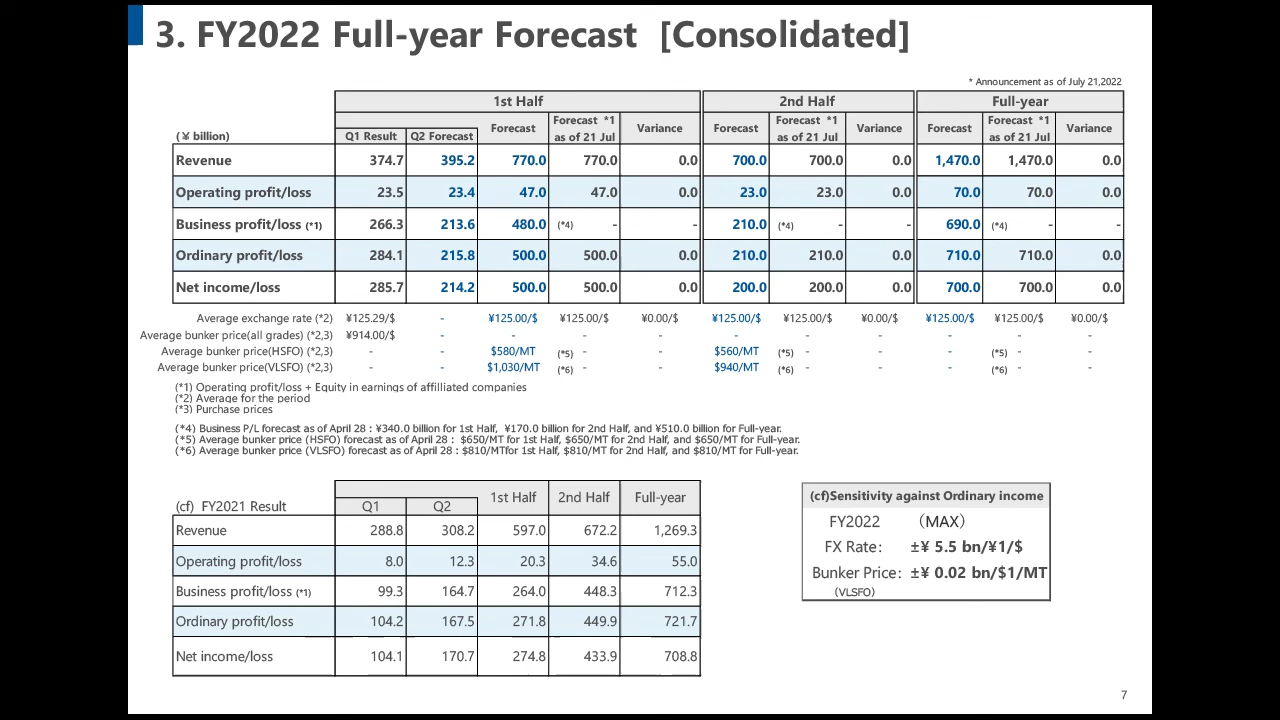 3. FY2022 Full-year Forecast [Consolidated]
* Announcement as of July 21,2022
1st Half 2nd Half Full-year
(¥ billion) Q1 Result Q2 Forecast Forecast Forecast *1 as of 21 Jul Variance Forecast Forecast *1 as of 21 Jul Variance Forecast Forecast *1 as of 21 Jul Variance
Revenue 374.7 395.2 770.0 770.0 0.0 700.0 700.0 0.0 1,470.0 1,470.0 0.0
Operating profit/loss 23.5 23.4 47.0 47.0 0.0 23.0 23.0 0.0 70.0 70.0 0.0
Business profit/loss (*1) 266.3 213.6 480.0 (*4) - - 210.0 (*4) - - 690.0 (*4) - -
Ordinary profit/loss 284.1 215.8 500.0 500.0 0.0 210.0 210.0 0.0 710.0 710.0 0.0
Net income/loss 285.7 214.2 500.0 500.0 0.0 200.0 200.0 0.0 700.0 700.0 0.0
Average exchange rate (*2) ¥125.29/$ - ¥125.00/$ ¥125.00/$ ¥0.00/$ ¥125.00/$ ¥125.00/$ ¥0.00/$ ¥125.00/$ ¥125.00/$ ¥0.00/$
Average bunker price(all grades) (*2,3) ¥914.00/$ - - - - - - - - - -
Average bunker price(HSFO) (*2,3) - - $580/MT (*5) - - $560/MT (*5) - - - (*5) - -
Average bunker price(VLSFO) (*2,3) - - $1,030/MT (*6) - - $940/MT (*6) - - - (*6) - -
(*1) Operating profit/loss + Equity in earnings of affilliated companies
(*2) Average for the period
(*3) Purchase prices
(*4) Business P/L forecast as of April 28 : ¥340.0 billion for 1st Half, ¥170.0 billion for 2nd Half, and ¥510.0 billion for Full-year.
(*5) Average bunker price (HSFO) forecast as of April 28 : $650/MT for 1st Half, $650/MT for 2nd Half, and $650/MT for Full-year.
(*6) Average bunker price (VLSFO) forecast as of April 28 : $810/MTfor 1st Half, $810/MT for 2nd Half, and $810/MT for Full-year.
(cf) FY2021 Result Q1 Q2 1st Half 2nd Half Full-year
Revenue 288.8 308.2 597.0 672.2 1,269.3
Operating profit/loss 8.0 12.3 20.3 34.6 55.0
Business profit/loss (*1) 99.3 164.7 264.0 448.3 712.3
Ordinary profit/loss 104.2 167.5 271.8 449.9 721.7
Net income/loss 104.1 170.7 274.8 433.9 708.8
(cf)Sensitivity against Ordinary income
FY2022 （MAX）
FX Rate: ±¥ 5.5 bn/¥1/$
Bunker Price: ±¥ 0.02 bn/$1/MT
（VLSFO）
7